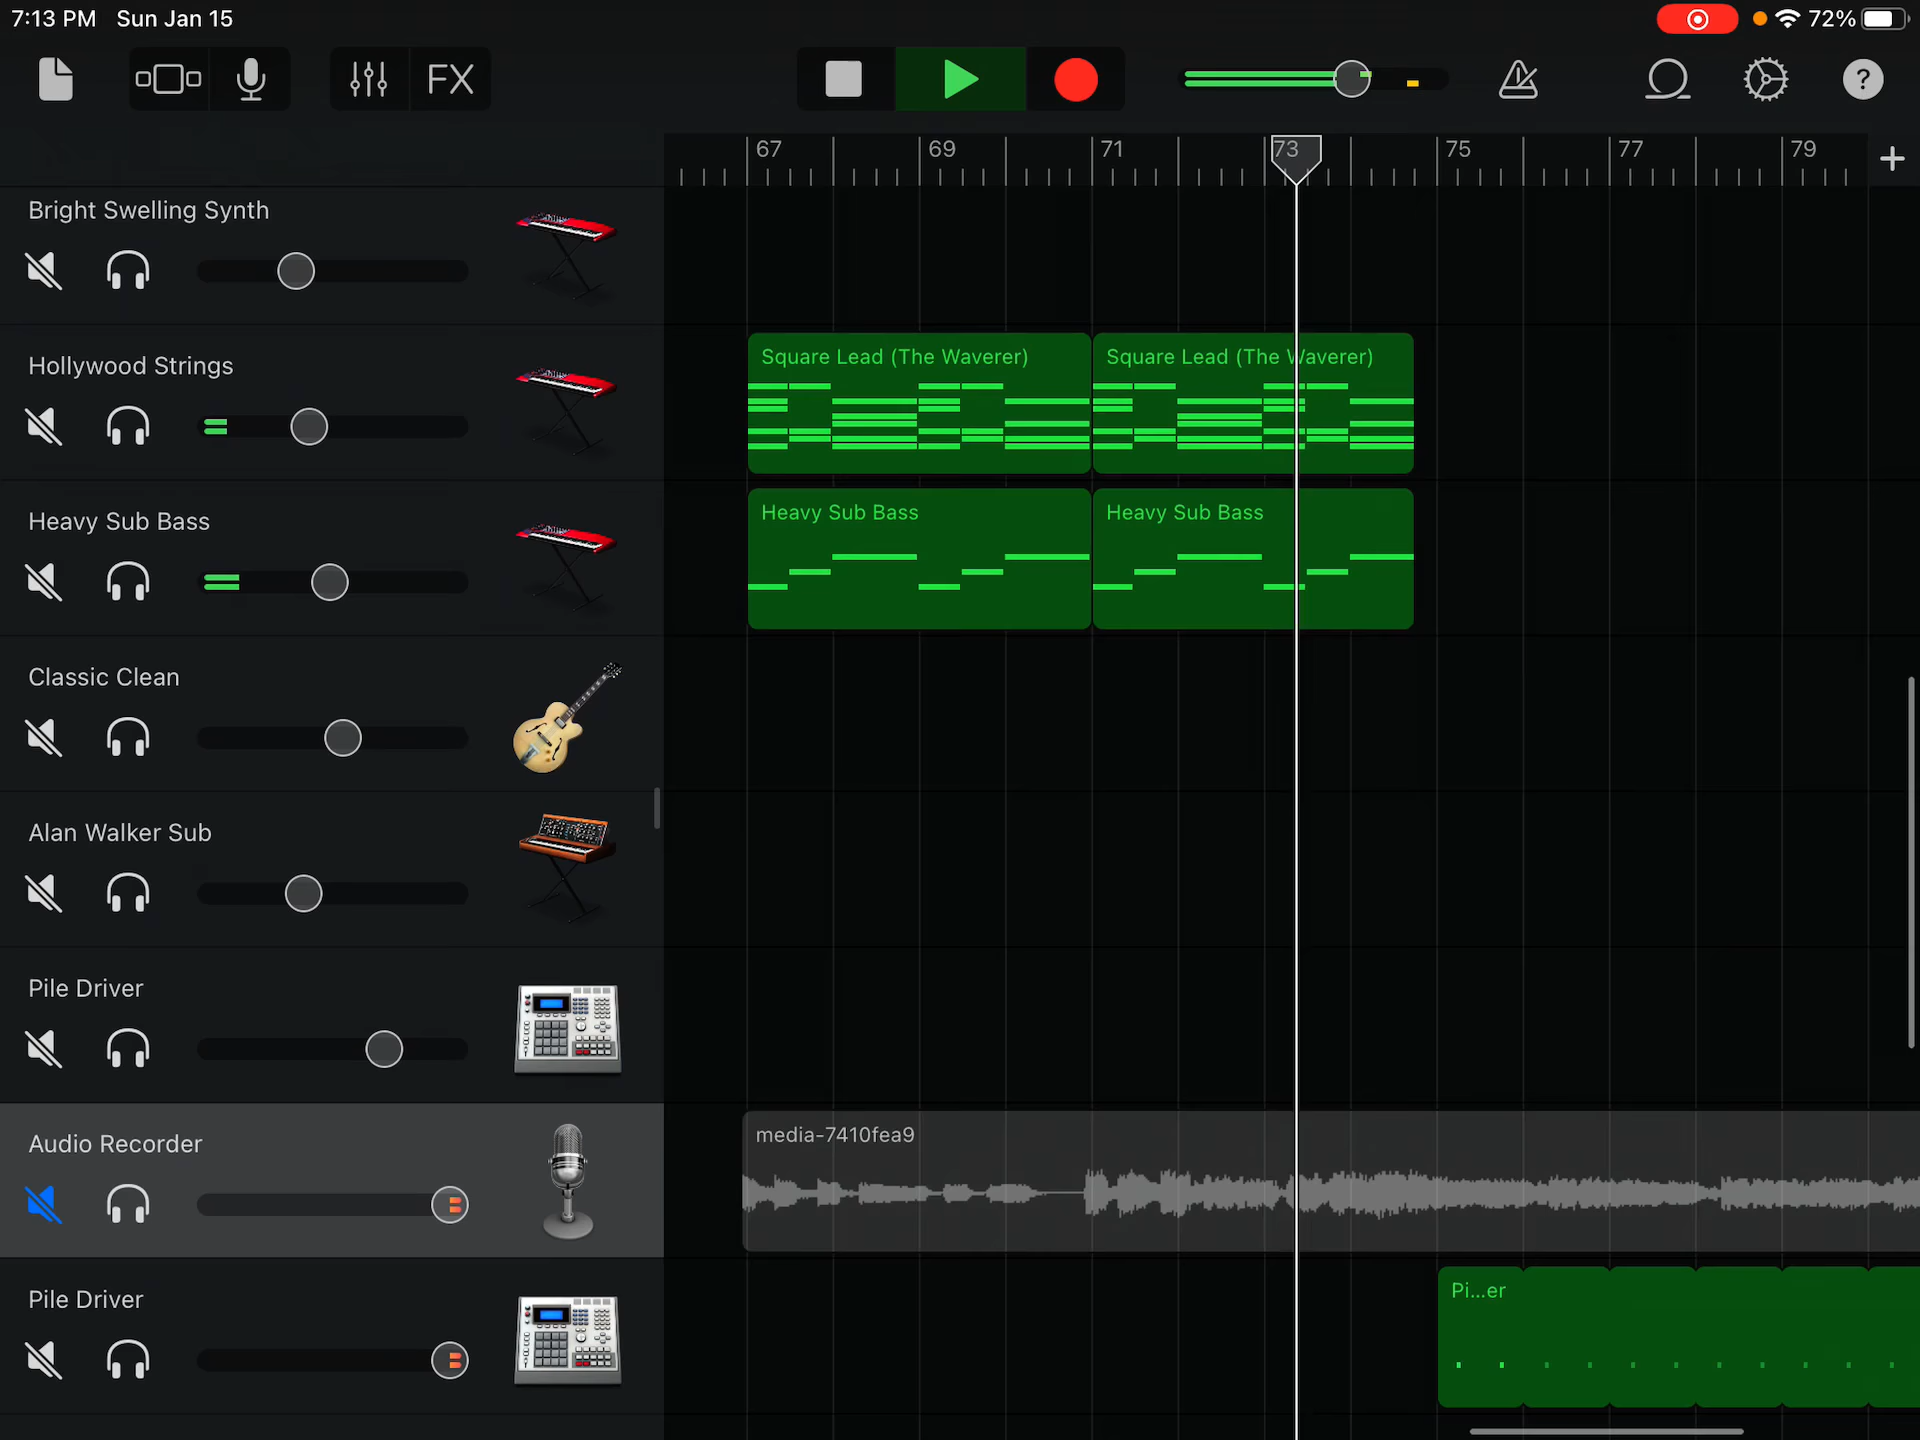 7:13 PM Sun Jan 15
72%
FX
?
67 69 71 73 75 77 79
Bright Swelling Synth
Hollywood Strings
Square Lead (The Waverer)
Square Lead (The Waverer)
Heavy Sub Bass
Heavy Sub Bass
Heavy Sub Bass
Classic Clean
Alan Walker Sub
Pile Driver
Audio Recorder
media-7410fea9
Pile Driver
Pi...er